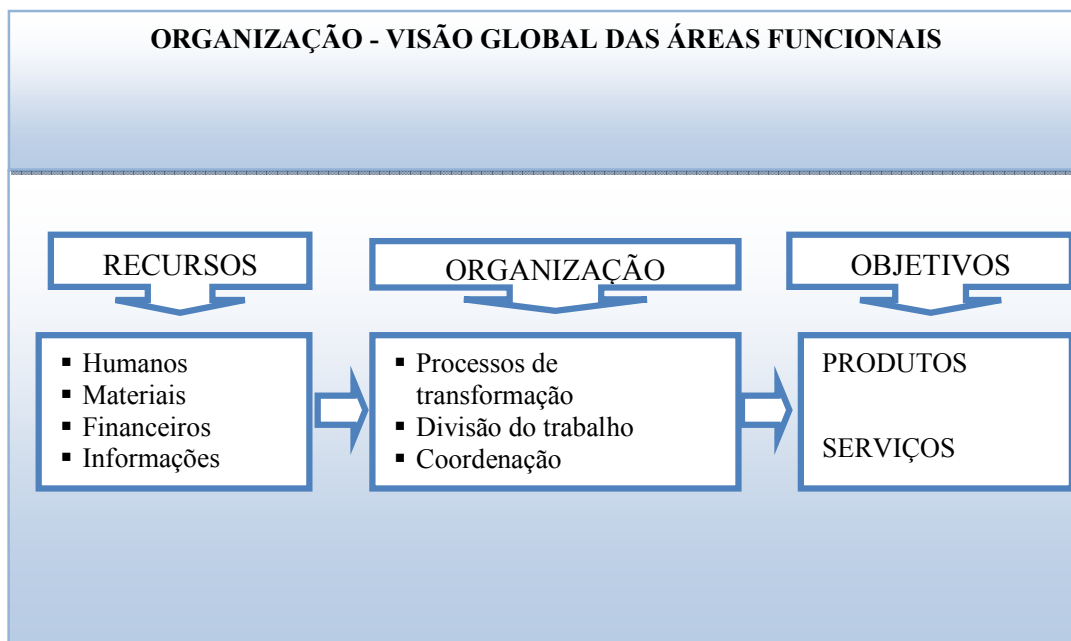 ORGANIZAÇÃO - VISÃO GLOBAL DAS ÁREAS FUNCIONAIS
RECURSOS
ORGANIZAÇÃO
OBJETIVOS
▪ Humanos
▪ Materiais
▪ Financeiros
▪ Informações
▪ Processos de
transformação
▪ Divisão do trabalho
▪ Coordenação
PRODUTOS
SERVIÇOS